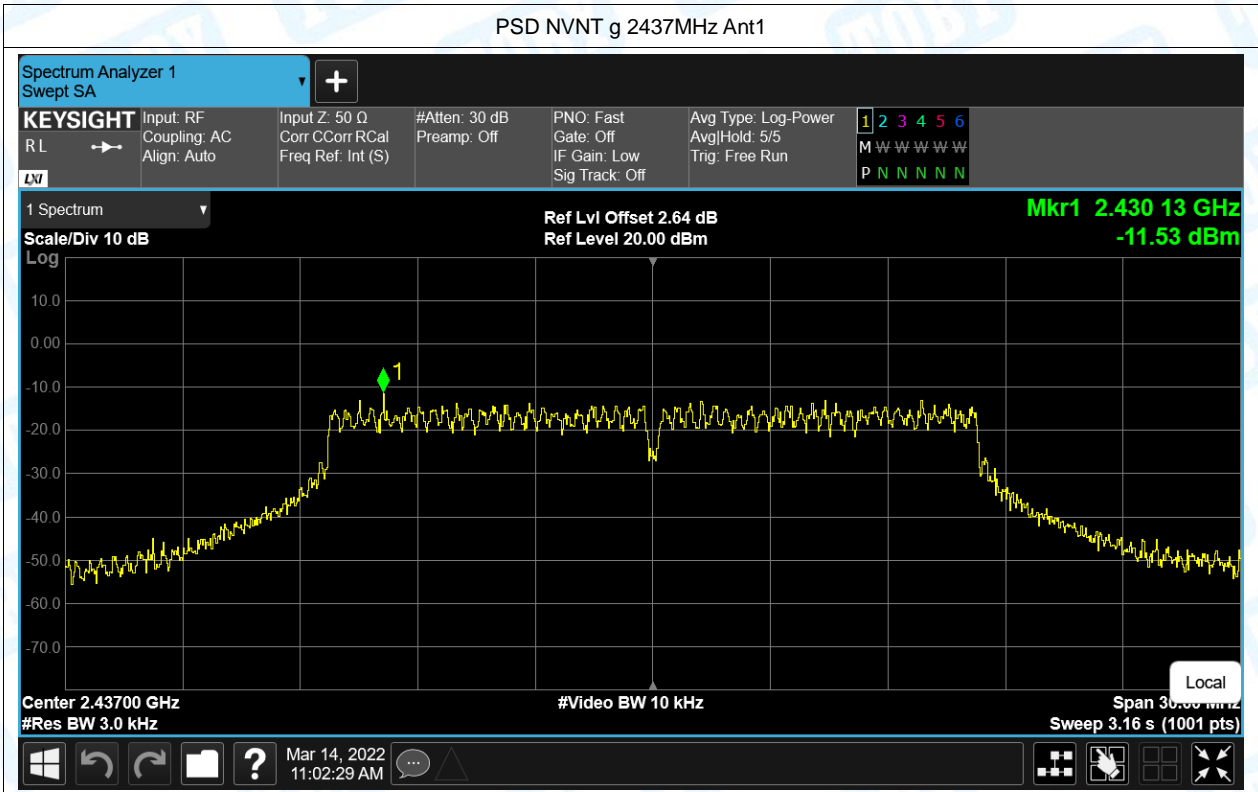 PSD NVNT g 2437MHz Ant1
Spectrum Analyzer 1
Swept SA
KEYSIGHT
R L
LXI
Input: RF
Coupling: AC
Align: Auto
Input Z: 50 Ω
Corr CCorr RCal
Freq Ref: Int (S)
#Atten: 30 dB
Preamp: Off
PNO: Fast
Gate: Off
IF Gain: Low
Sig Track: Off
Avg Type: Log-Power
Avg|Hold: 5/5
Trig: Free Run
1 2 3 4 5 6
M W W W W W W
P N N N N N
1 Spectrum
Scale/Div 10 dB
Ref Lvl Offset 2.64 dB
Ref Level 20.00 dBm
Mkr1 2.430 13 GHz
-11.53 dBm
Log
10.0
0.00
-10.0
-20.0
-30.0
-40.0
-50.0
-60.0
-70.0
1
Center 2.43700 GHz
#Res BW 3.0 kHz
#Video BW 10 kHz
Local
Span 30.00 MHz
Sweep 3.16 s (1001 pts)
?
Mar 14, 2022
11:02:29 AM